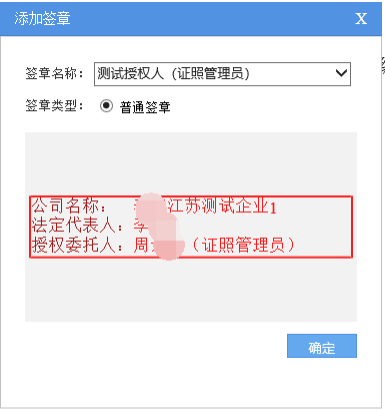 添加签章 X
签章名称： 测试授权人（证照管理员）
签章类型： 普通签章
公司名称： 江苏测试企业1
法定代表人：李
授权委托人：周（证照管理员）
确定